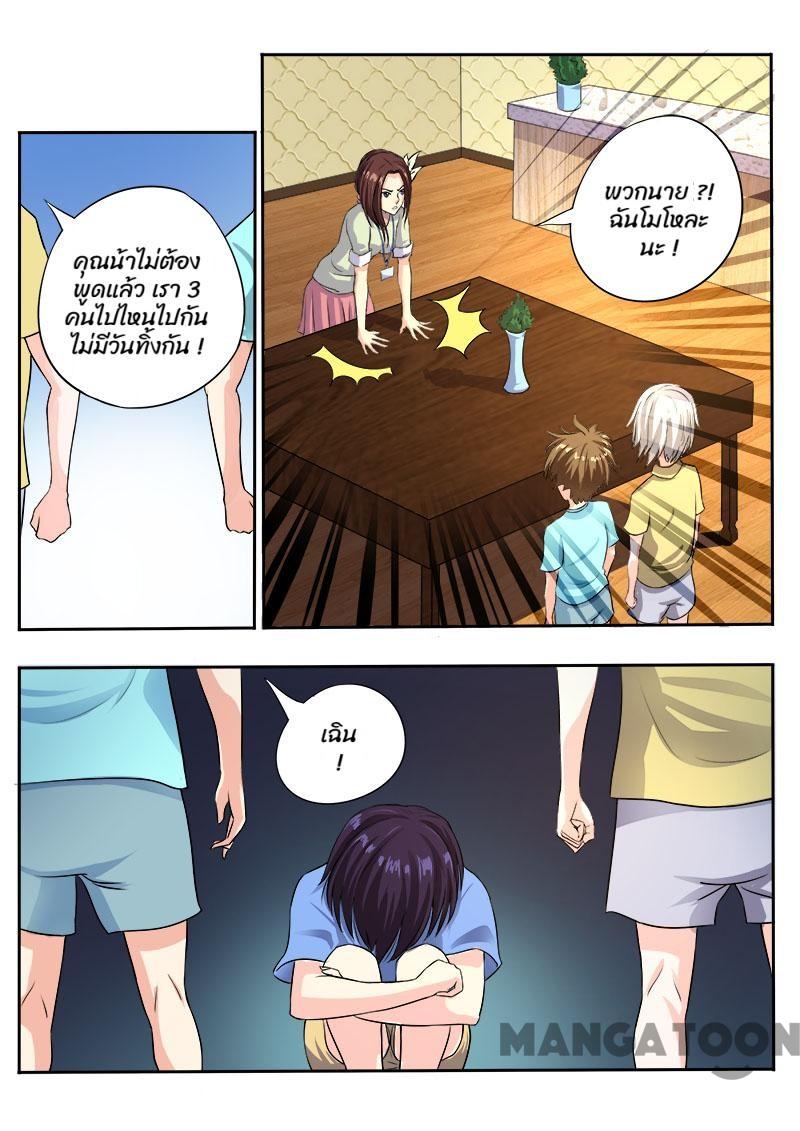 คุณน้าไม่ต้อง
พูดแล้ว เรา 3
คนไปไหนไปกัน
ไม่มีวันทิ้งกัน !
พวกนาย ?!
ฉันโมโหละ
นะ !
เฉิน
!
MANGATOON